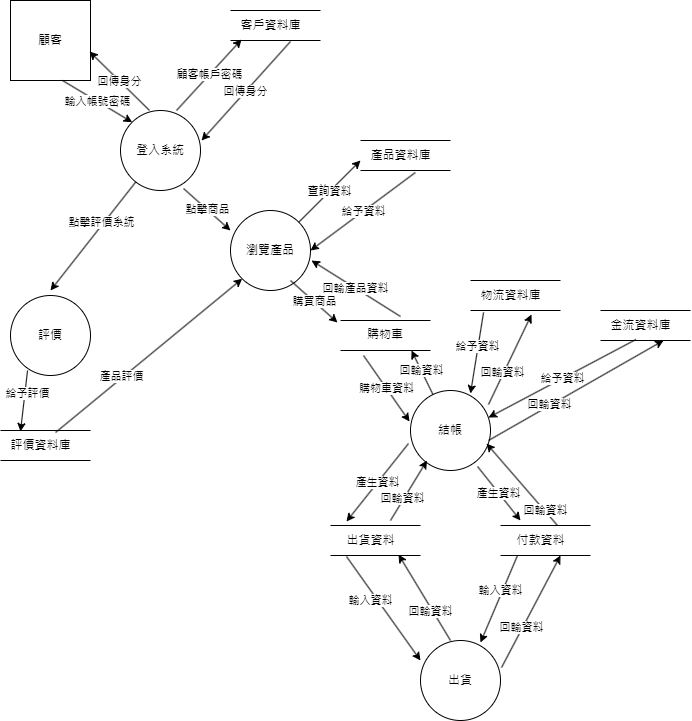 顧客
客戶資料庫
顧客帳戶密碼
回傳身分
回傳身分
輸入帳號密碼
登入系統
產品資料庫
查詢資料
點擊商品
給予資料
點擊評價系統
瀏覽產品
回輸產品資料
購買商品
物流資料庫
金流資料庫
評價
購物車
給予資料
回輸資料
回輸資料
給予資料
產品評價
購物車資料
給予評價
回輸資料
結帳
評價資料庫
產生資料
產生資料
回輸資料
回輸資料
出貨資料
付款資料
輸入資料
輸入資料
回輸資料
回輸資料
出貨